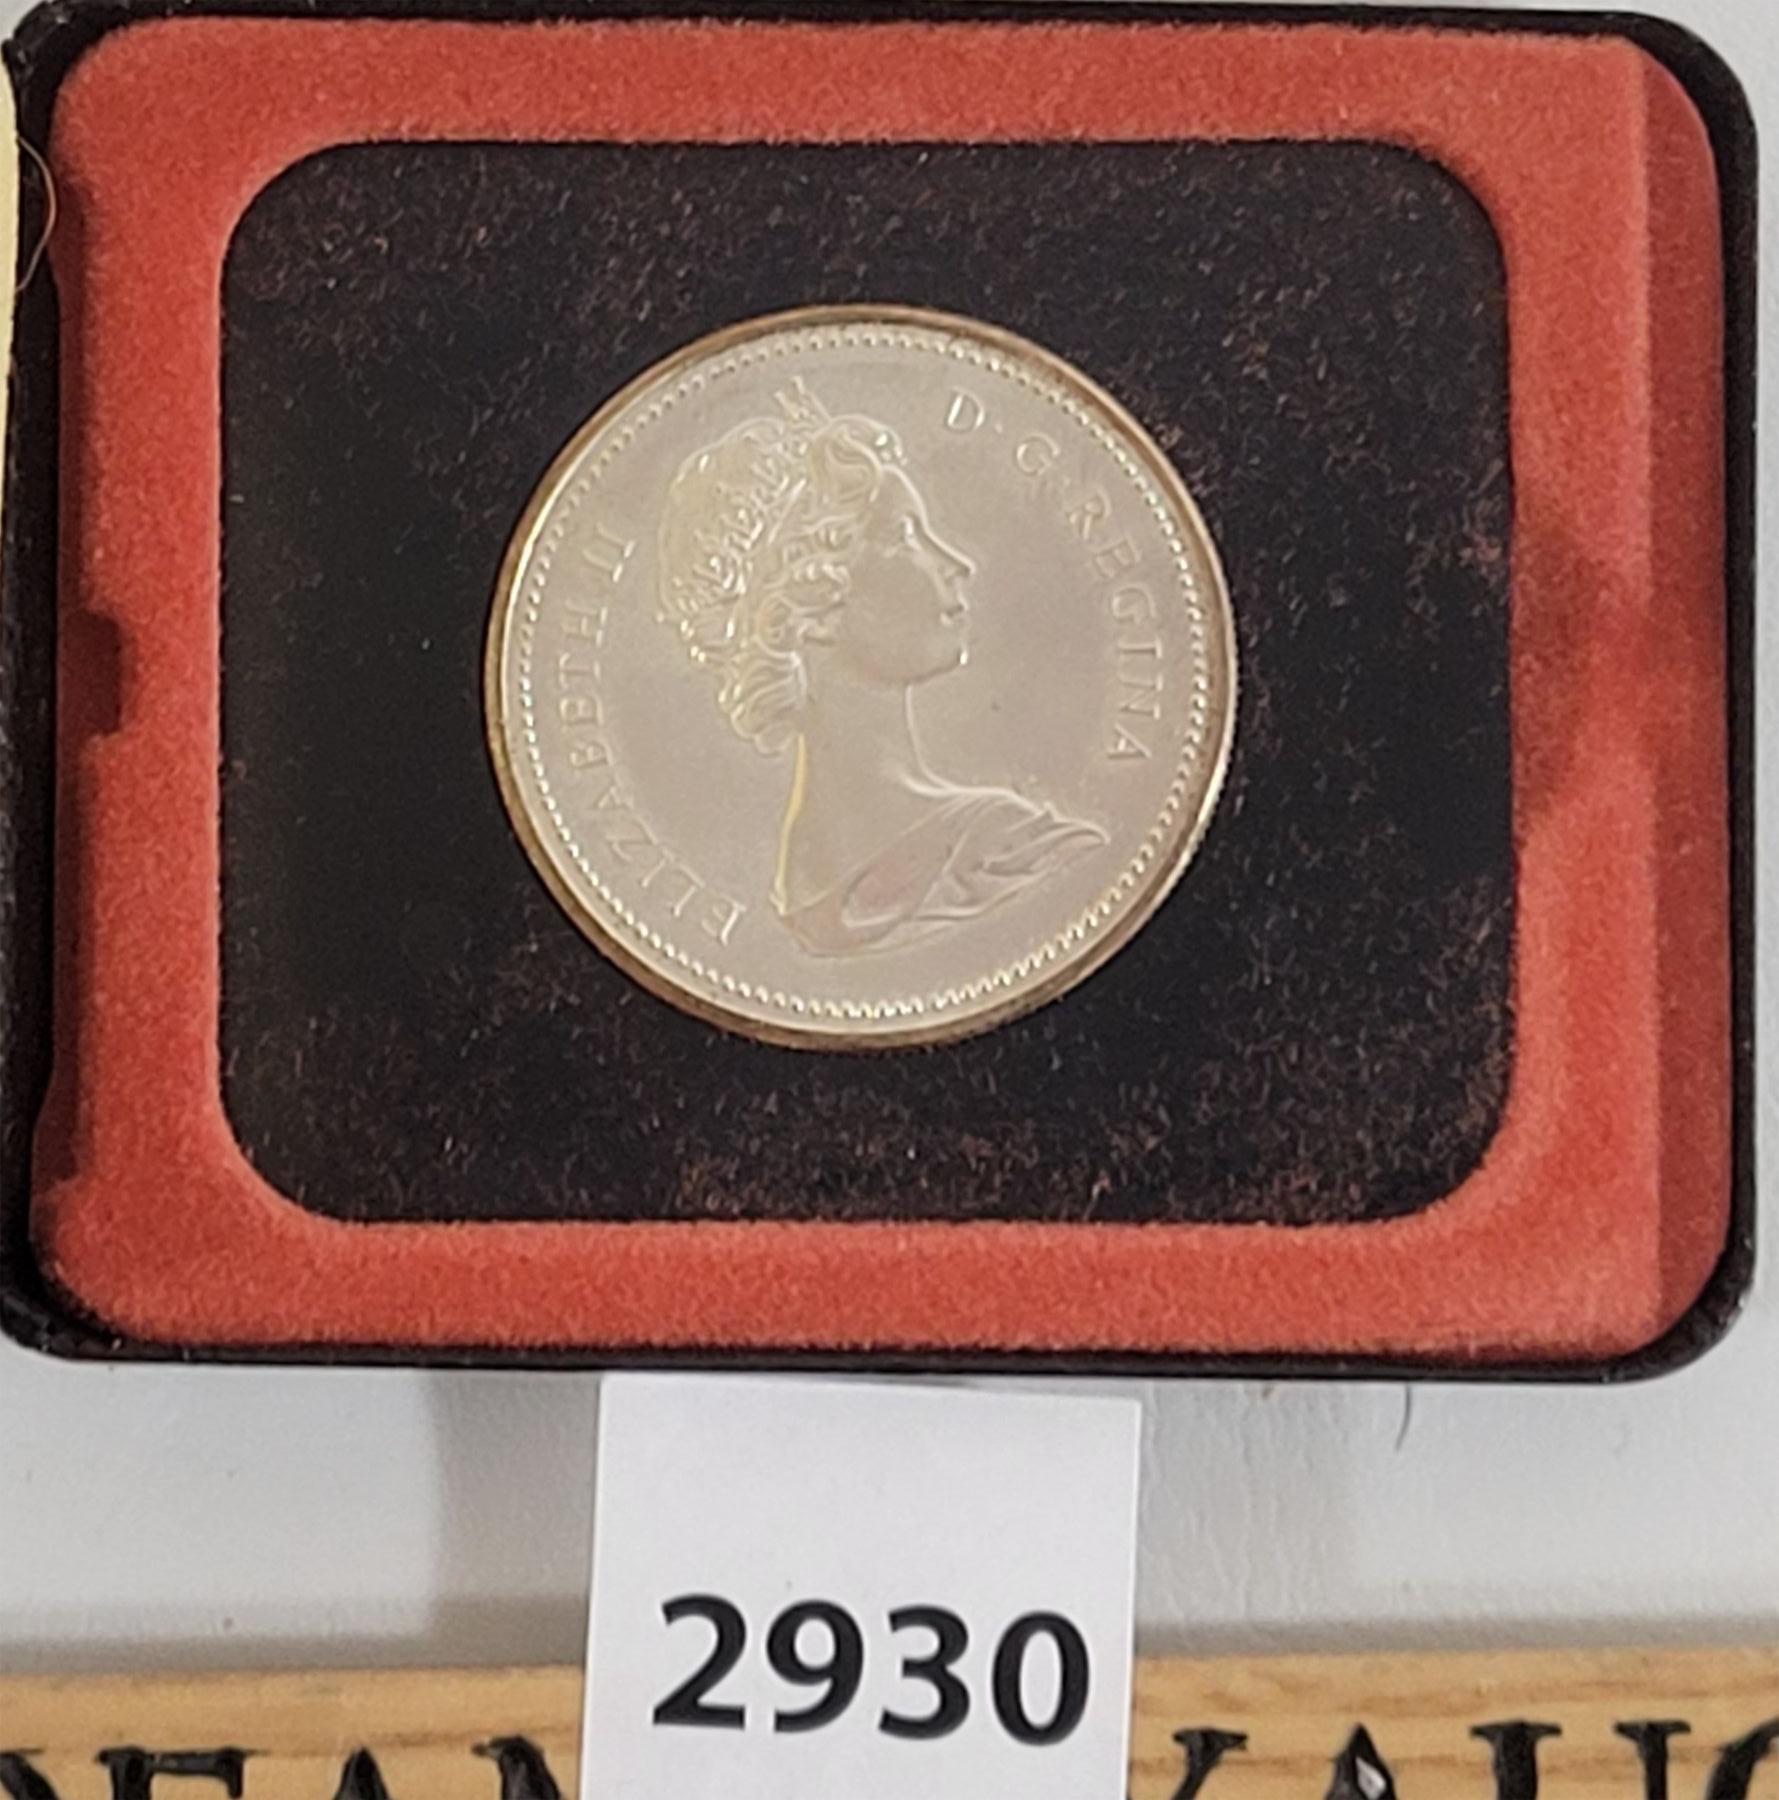 ELIZABETH II D·G·REGINA
2930